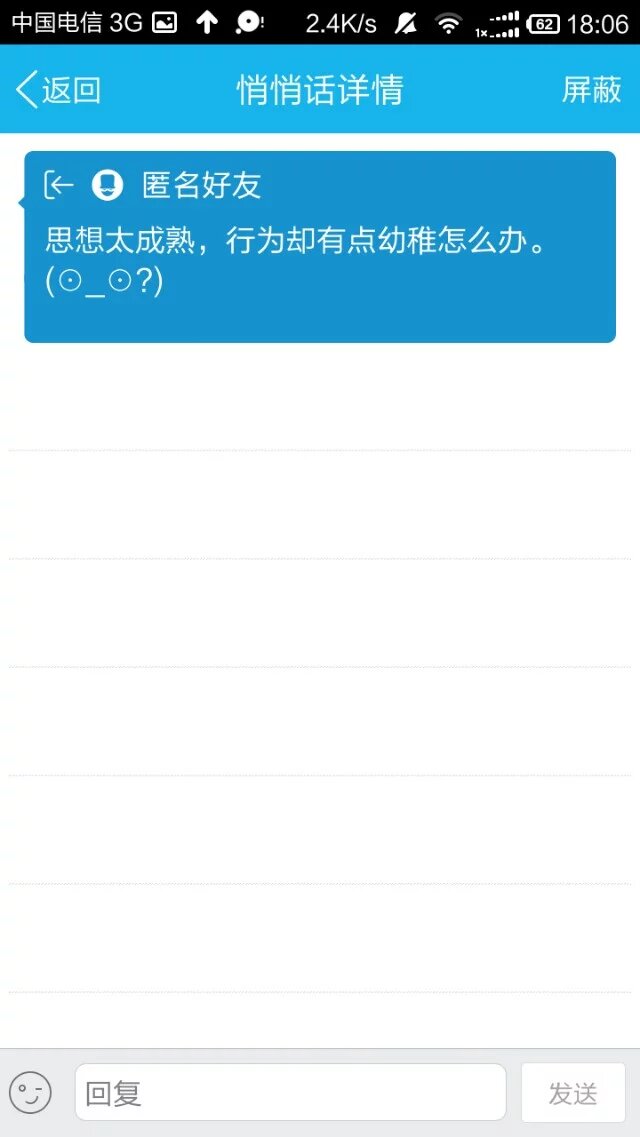 中国电信 3G 2.4K/s 1x 62 18:06
返回 悄悄话详情 屏蔽
匿名好友
思想太成熟，行为却有点幼稚怎么办。
(⊙_⊙?)
回复 发送